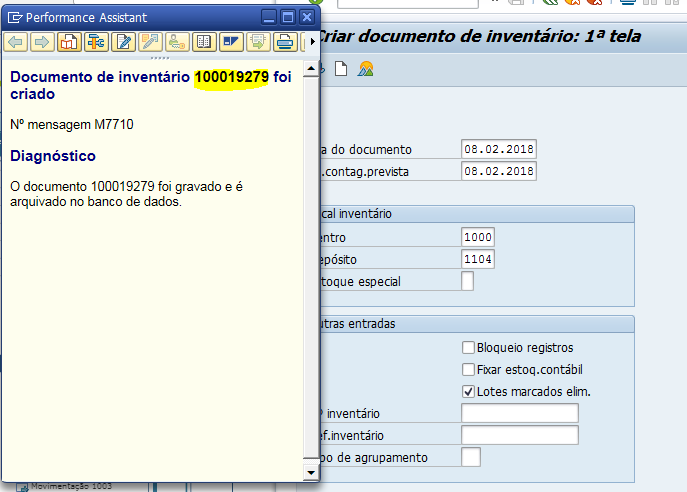 Performance Assistant
Documento de inventário 100019279 foi
criado
Nº mensagem M7710
Diagnóstico
O documento 100019279 foi gravado e é
arquivado no banco de dados.
Criar documento de inventário: 1ª tela
a do documento 08.02.2018
.contag.prevista 08.02.2018
cal inventário
entro 1000
epósito 1104
toque especial
utras entradas
Bloqueio registros
Fixar estoq.contábil
Lotes marcados elim.
º inventário
ef.inventário
po de agrupamento
Movimentação 1003